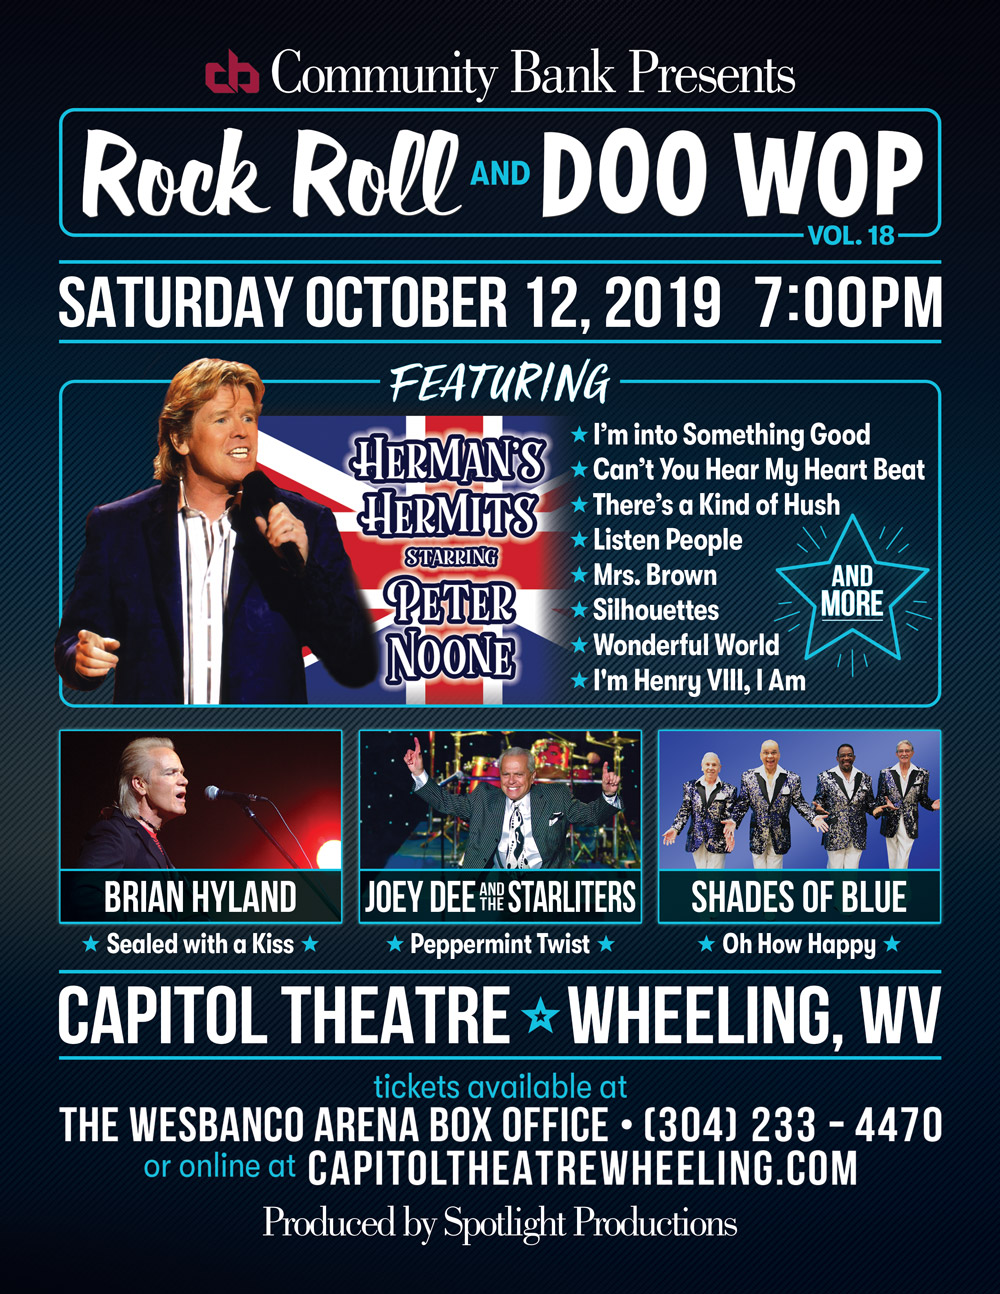 cb Community Bank Presents
Rock Roll AND DOO WOP
VOL. 18
SATURDAY OCTOBER 12, 2019 7:00PM
FEATURING
HERMAN'S
HERMITS
STARRING
PETER
NOONE
I'm into Something Good
Can't You Hear My Heart Beat
There's a Kind of Hush
Listen People
Mrs. Brown
Silhouettes
Wonderful World
I'm Henry VIII, I Am
AND
MORE
BRIAN HYLAND
Sealed with a Kiss
JOEY DEE AND THE STARLITERS
Peppermint Twist
SHADES OF BLUE
Oh How Happy
CAPITOL THEATRE ★ WHEELING, WV
tickets available at
THE WESBANCO ARENA BOX OFFICE • (304) 233 - 4470
or online at CAPITOLTHEATREWHEELING.COM
Produced by Spotlight Productions